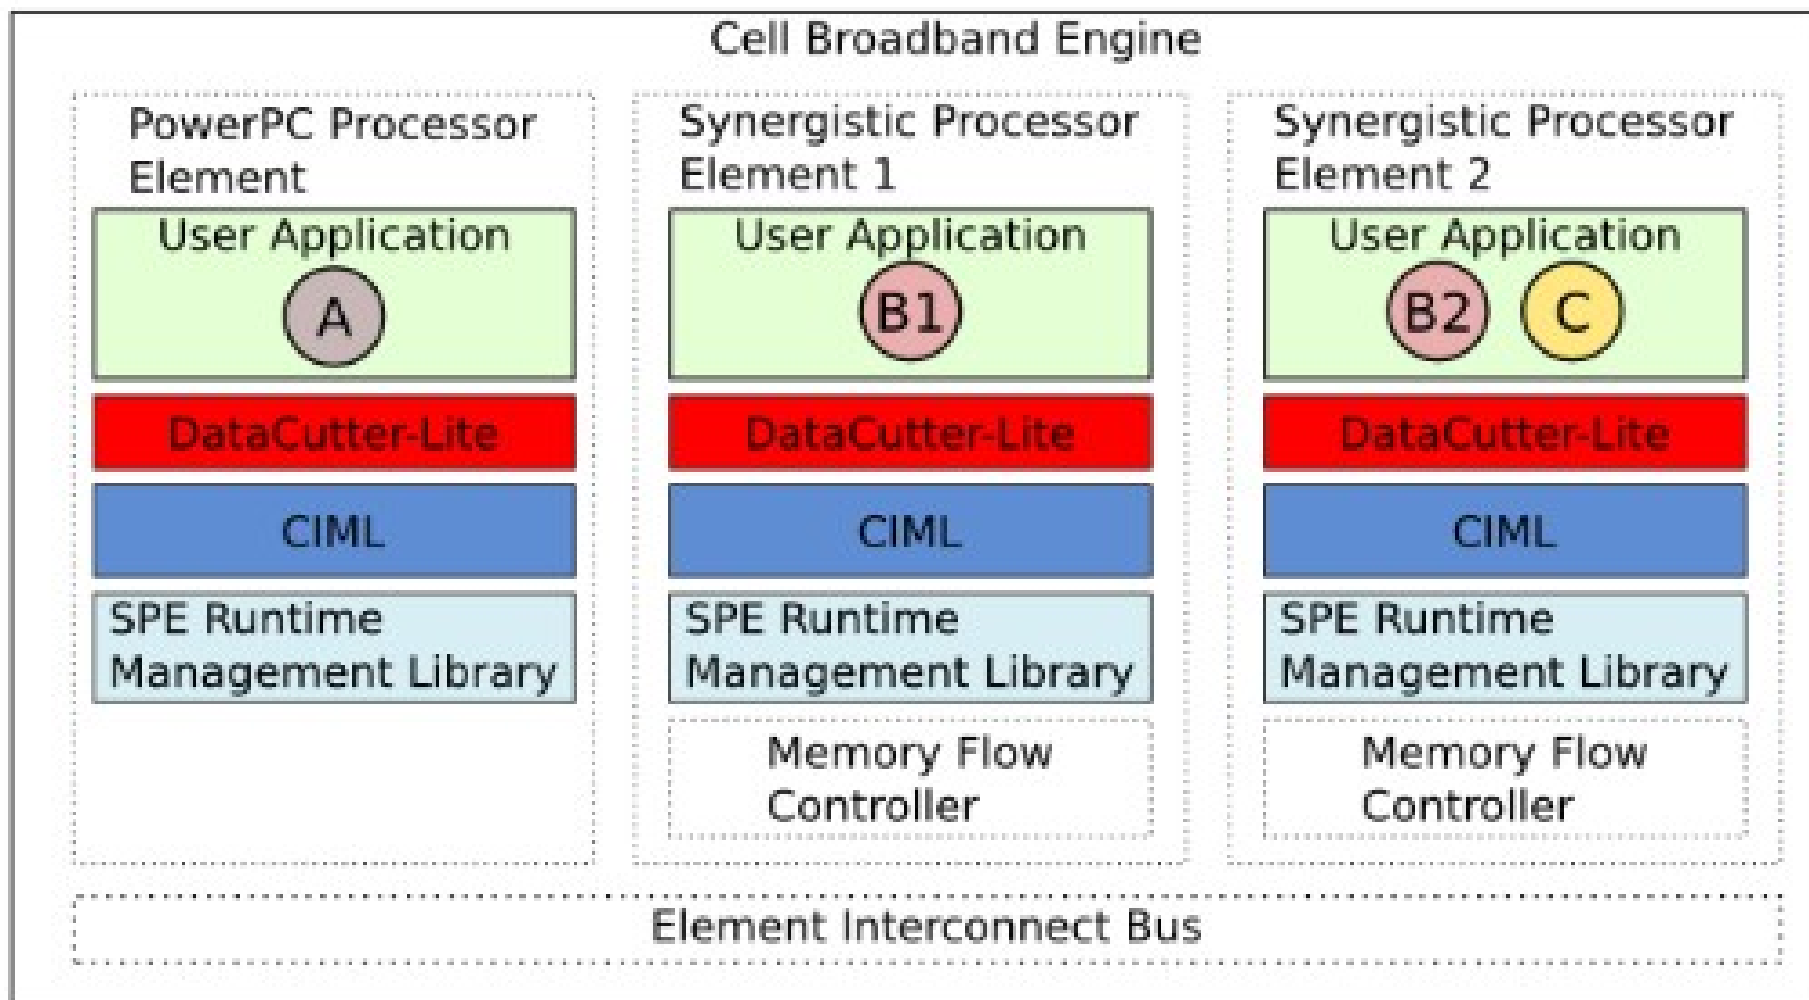 Cell Broadband Engine
PowerPC Processor
Element
User Application
A
DataCutter-Lite
CIML
SPE Runtime
Management Library
Synergistic Processor
Element 1
User Application
B1
DataCutter-Lite
CIML
SPE Runtime
Management Library
Memory Flow
Controller
Synergistic Processor
Element 2
User Application
B2 C
DataCutter-Lite
CIML
SPE Runtime
Management Library
Memory Flow
Controller
Element Interconnect Bus